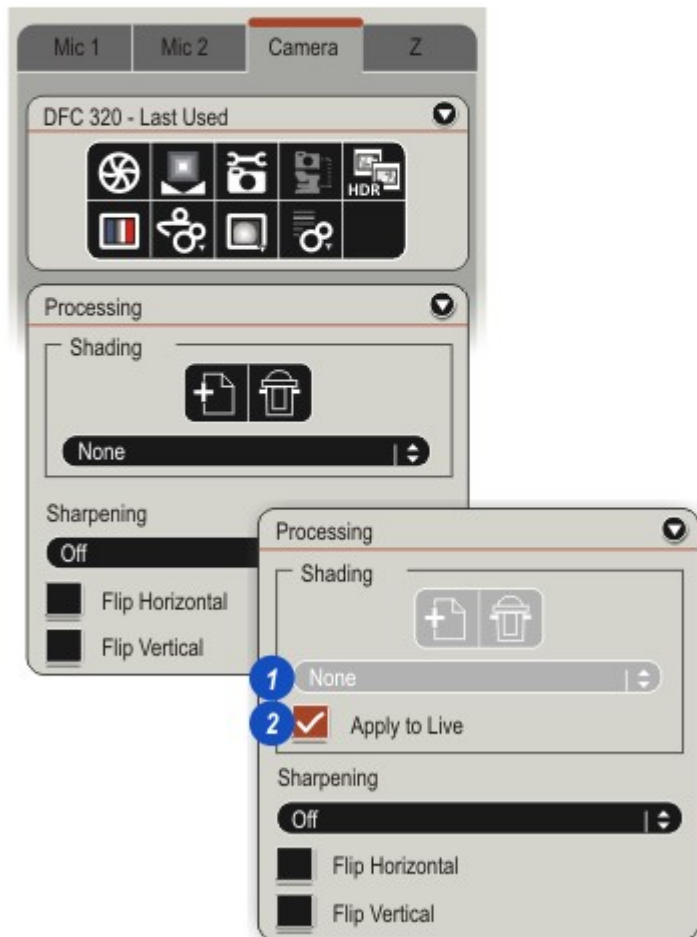 Mic 1
Mic 2
Camera
Z
DFC 320 - Last Used
HDR
Processing
Shading
None
Sharpening
Off
Flip Horizontal
Flip Vertical
Processing
Shading
1
None
2
Apply to Live
Sharpening
Off
Flip Horizontal
Flip Vertical